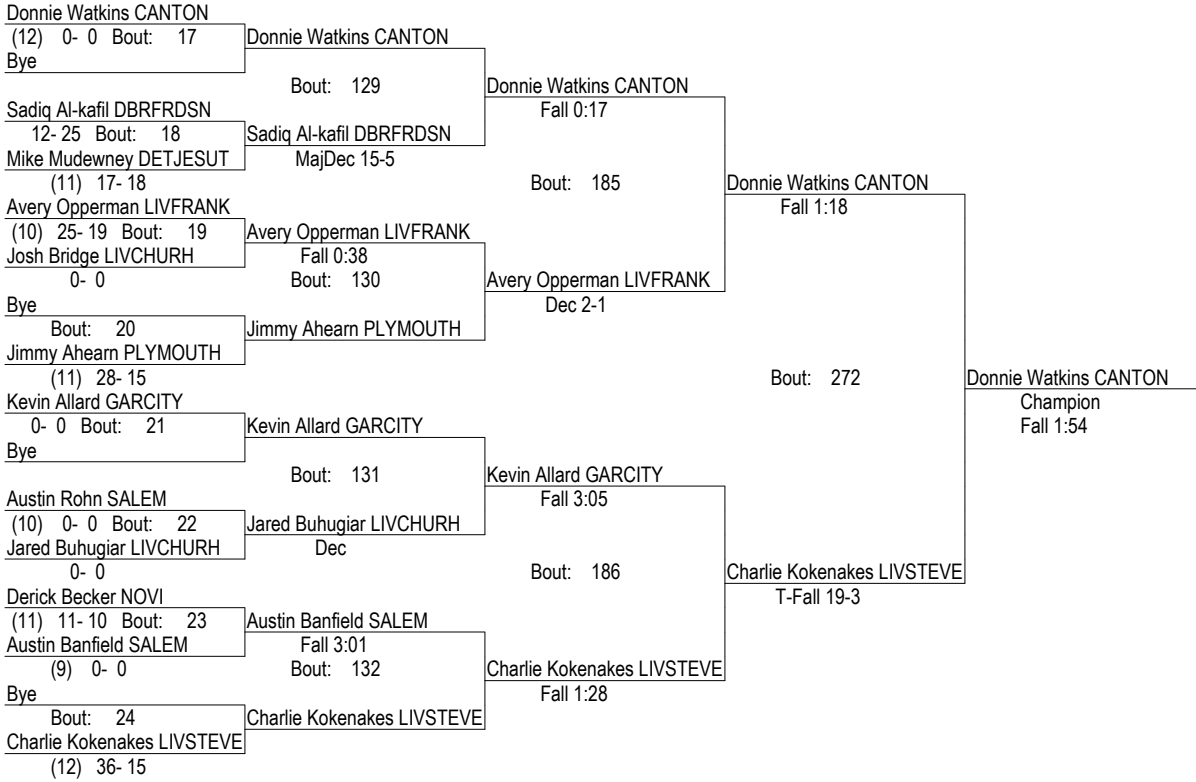 Donnie Watkins CANTON
(12) 0- 0 Bout: 17
Bye
Sadiq Al-kafil DBRFRDSN
12- 25 Bout: 18
Mike Mudewney DETJESUT
(11) 17- 18
Avery Opperman LIVFRANK
(10) 25- 19 Bout: 19
Josh Bridge LIVCHURH
0- 0
Bye
Bout: 20
Jimmy Ahearn PLYMOUTH
(11) 28- 15
Kevin Allard GARCITY
0- 0 Bout: 21
Bye
Austin Rohn SALEM
(10) 0- 0 Bout: 22
Jared Buhugiar LIVCHURH
0- 0
Derick Becker NOVI
(11) 11- 10 Bout: 23
Austin Banfield SALEM
(9) 0- 0
Bye
Bout: 24
Charlie Kokenakes LIVSTEVE
(12) 36- 15
Donnie Watkins CANTON
Bout: 129
Sadiq Al-kafil DBRFRDSN
MajDec 15-5
Avery Opperman LIVFRANK
Fall 0:38
Bout: 130
Jimmy Ahearn PLYMOUTH
Kevin Allard GARCITY
Bout: 131
Jared Buhugiar LIVCHURH
Dec
Austin Banfield SALEM
Fall 3:01
Bout: 132
Charlie Kokenakes LIVSTEVE
Donnie Watkins CANTON
Fall 0:17
Bout: 185
Avery Opperman LIVFRANK
Dec 2-1
Kevin Allard GARCITY
Fall 3:05
Bout: 186
Charlie Kokenakes LIVSTEVE
Fall 1:28
Donnie Watkins CANTON
Fall 1:18
Bout: 272
Charlie Kokenakes LIVSTEVE
T-Fall 19-3
Donnie Watkins CANTON
Champion
Fall 1:54